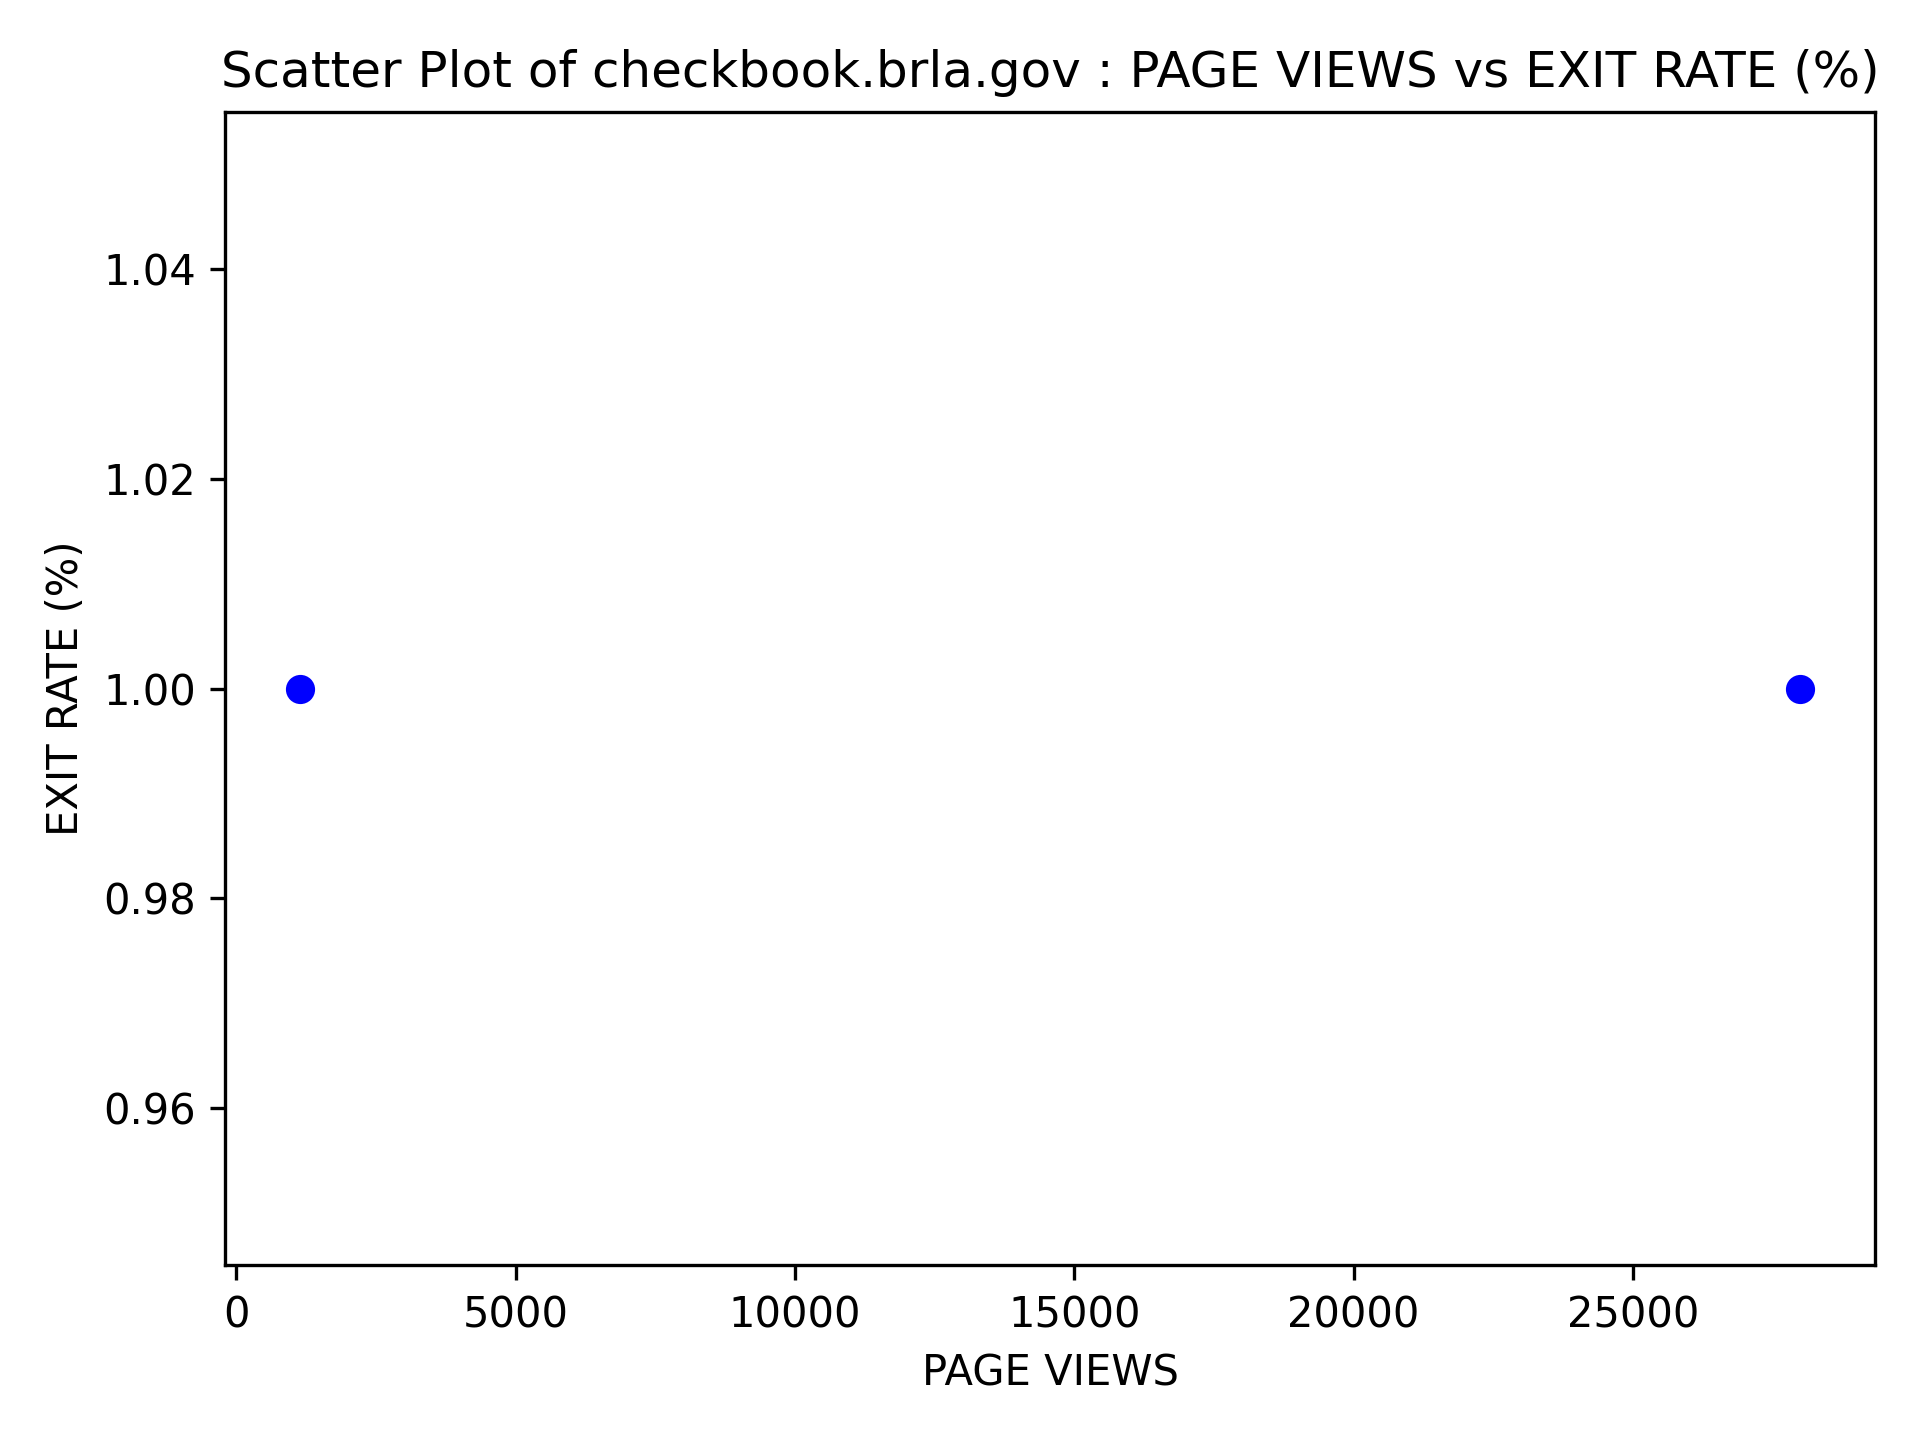 Scatter Plot of checkbook.brla.gov : PAGE VIEWS vs EXIT RATE (%)
EXIT RATE (%)
1.04
1.02
1.00
0.98
0.96
0 5000 10000 15000 20000 25000
PAGE VIEWS